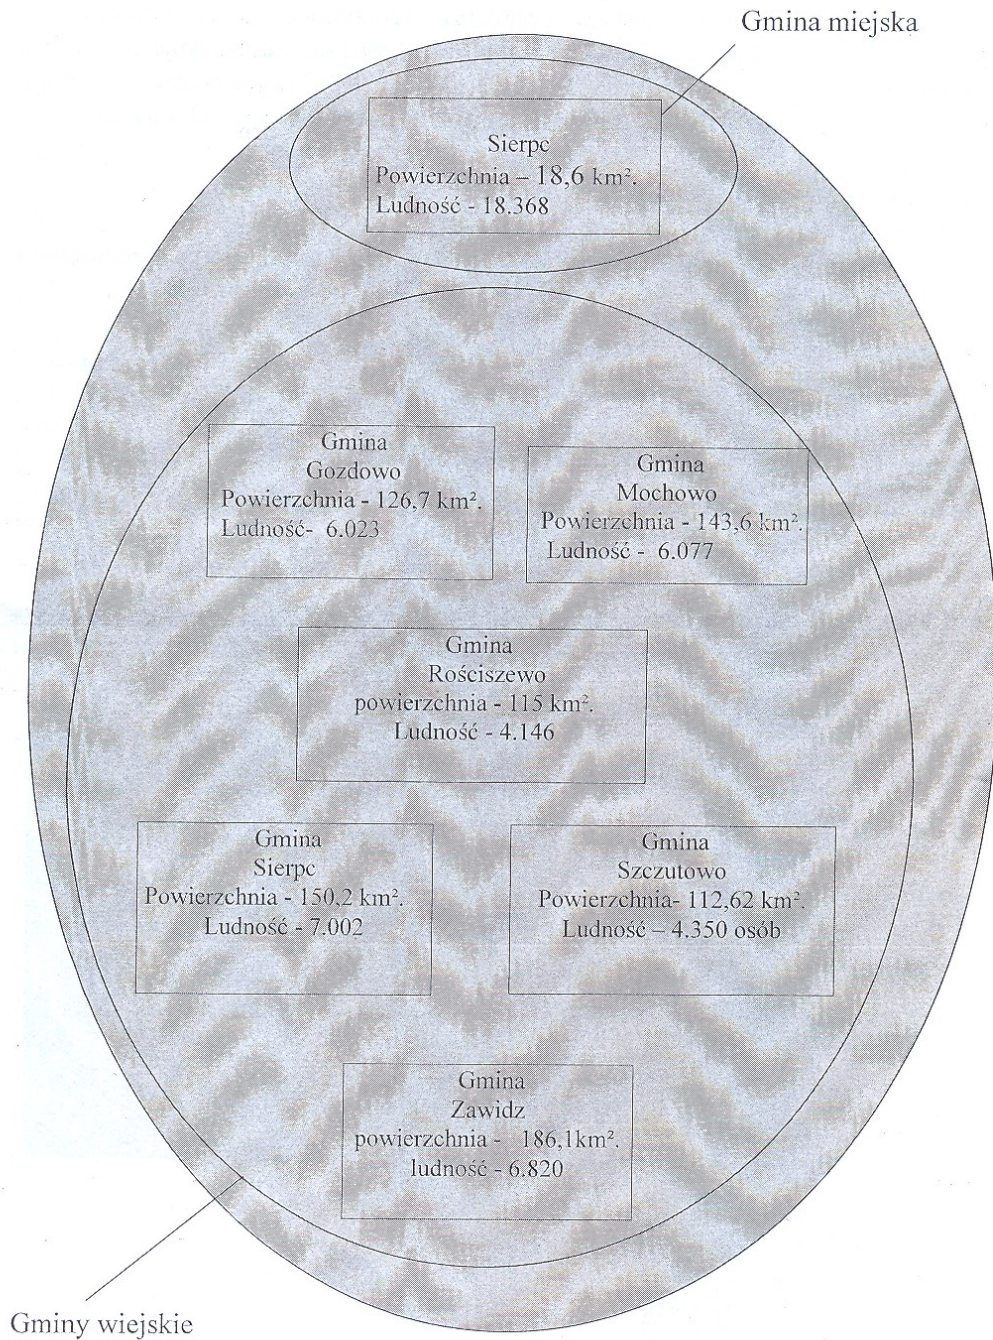 Gmina miejska
Sierpc
Powierzchnia – 18,6 km².
Ludność - 18.368
Gmina
Gozdowo
Powierzchnia - 126,7 km².
Ludność- 6.023
Gmina
Mochowo
Powierzchnia - 143,6 km².
Ludność - 6.077
Gmina
Rościszewo
powierzchnia - 115 km².
Ludność - 4.146
Gmina
Sierpc
Powierzchnia - 150,2 km².
Ludność - 7.002
Gmina
Szczutowo
Powierzchnia- 112,62 km².
Ludność – 4.350 osób
Gmina
Zawidz
powierzchnia - 186,1km².
ludność - 6.820
Gminy wiejskie